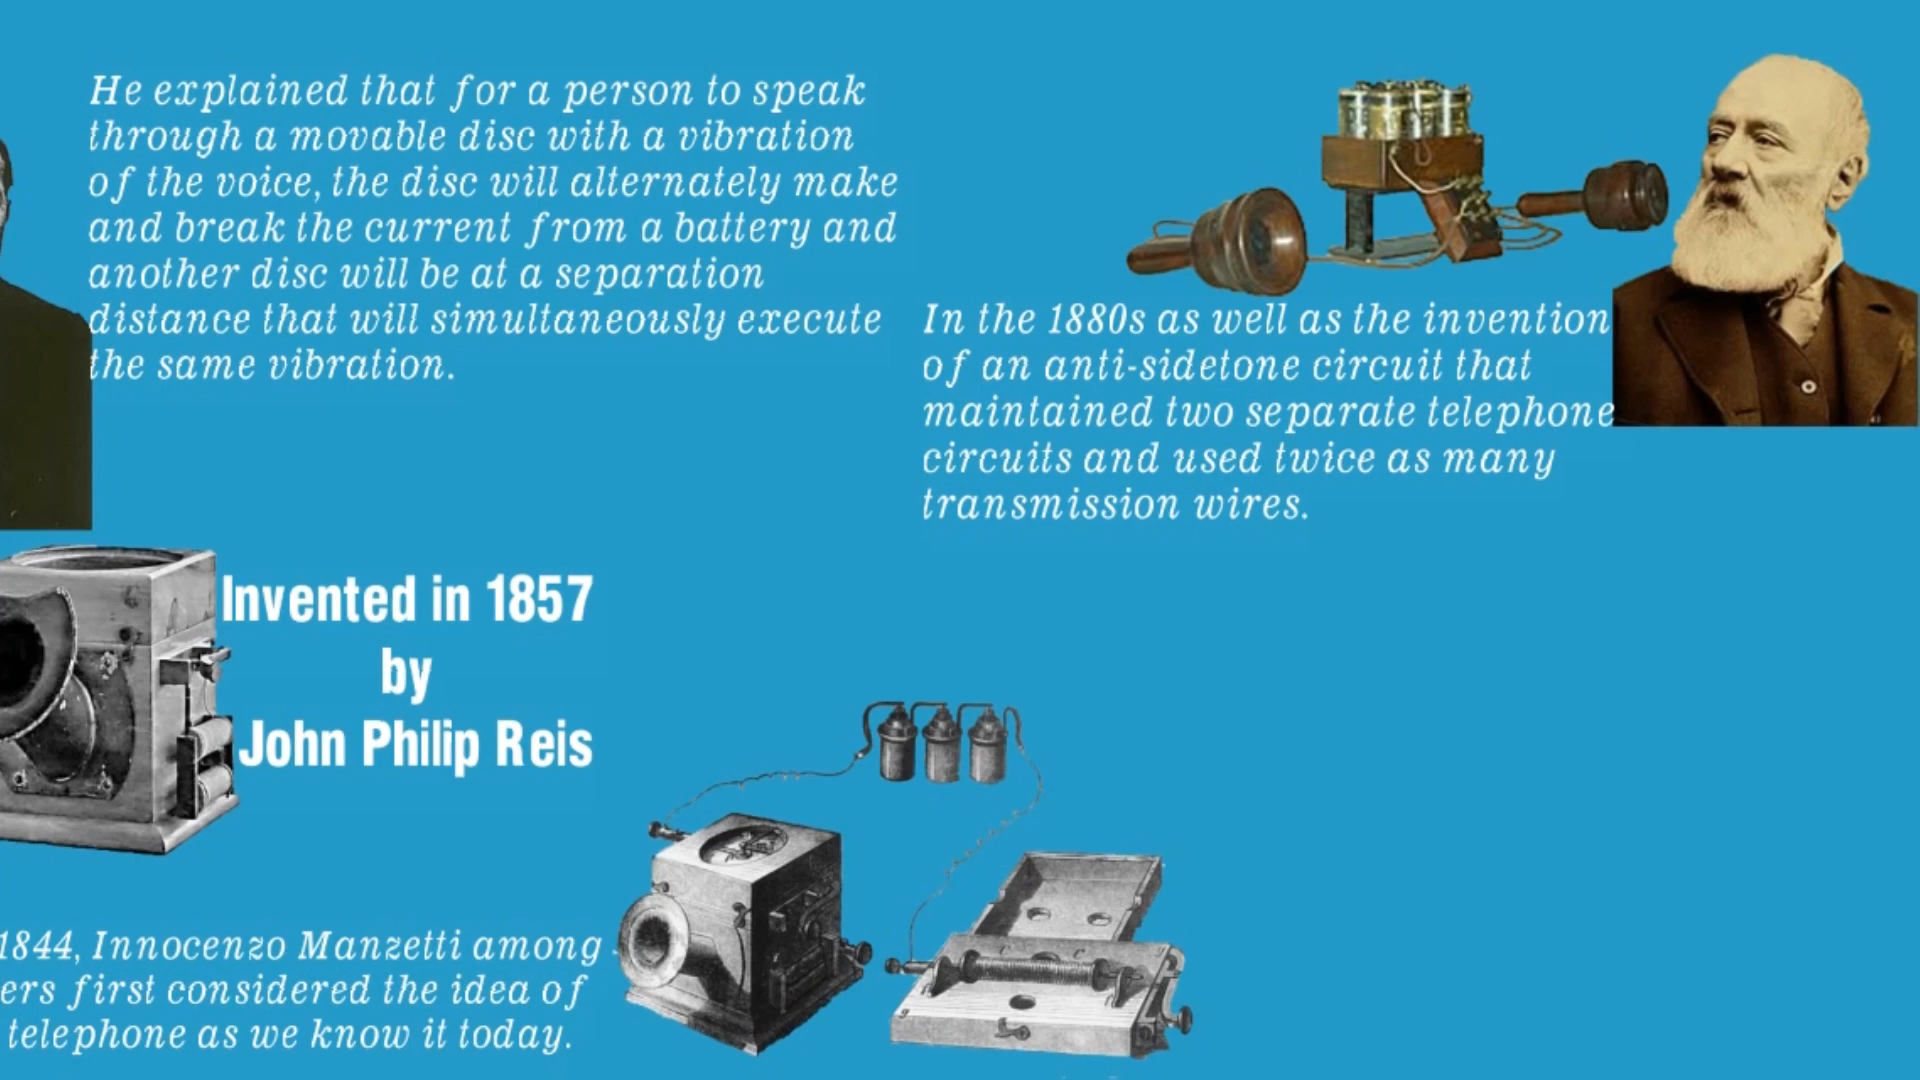 He explained that for a person to speak
through a movable disc with a vibration
of the voice, the disc will alternately make
and break the current from a battery and
another disc will be at a separation
distance that will simultaneously execute
the same vibration.
In the 1880s as well as the invention
of an anti-sidetone circuit that
maintained two separate telephone
circuits and used twice as many
transmission wires.
Invented in 1857
by
John Philip Reis
1844, Innocenzo Manzetti among
ers first considered the idea of
telephone as we know it today.